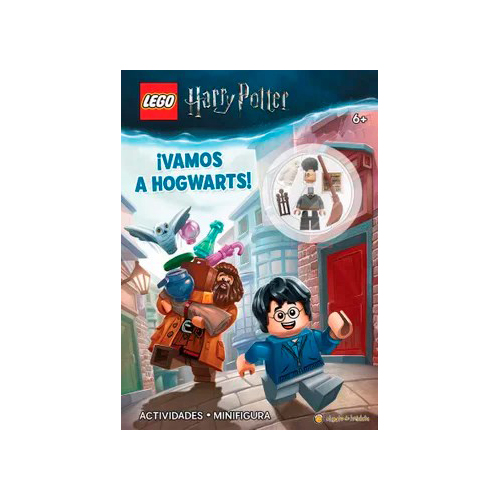 LEGO Harry Potter
6+
¡VAMOS
A HOGWARTS!
ACTIVIDADES • MINIFIGURA